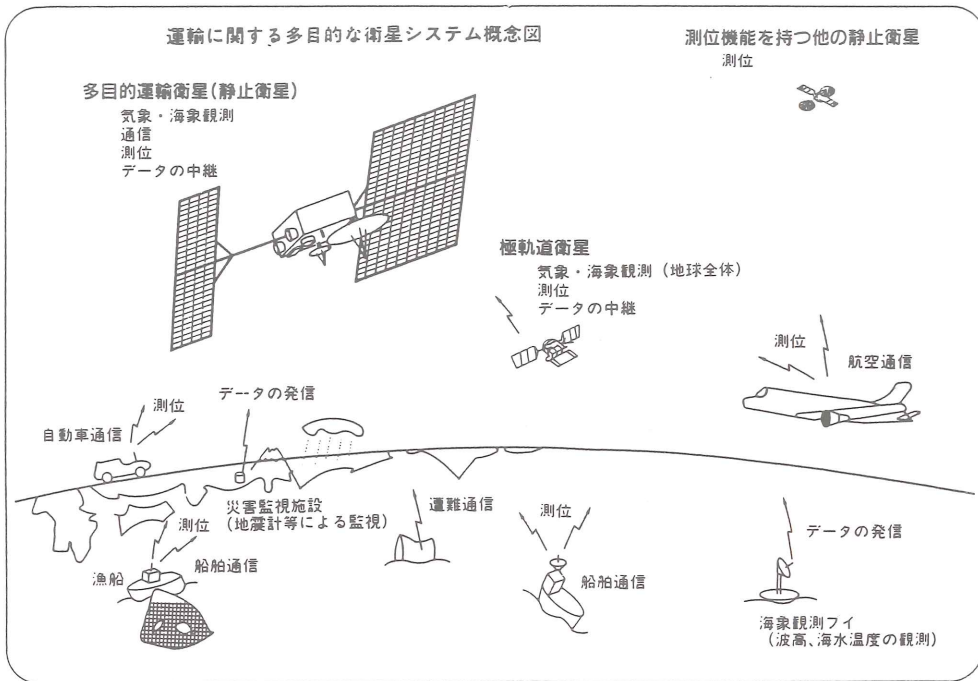 運輸に関する多目的な衛星システム概念図
測位機能を持つ他の静止衛星
測位
多目的運輸衛星(静止衛星)
気象・海象観測
通信
測位
データの中継
極軌道衛星
気象・海象観測(地球全体)
測位
データの中継
測位
航空通信
データの発信
測位
自動車通信
災害監視施設
(地震計等による監視)
遭難通信
測位
漁船
船舶通信
測位
船舶通信
データの発信
海象観測ブイ
(波高、海水温度の観測)